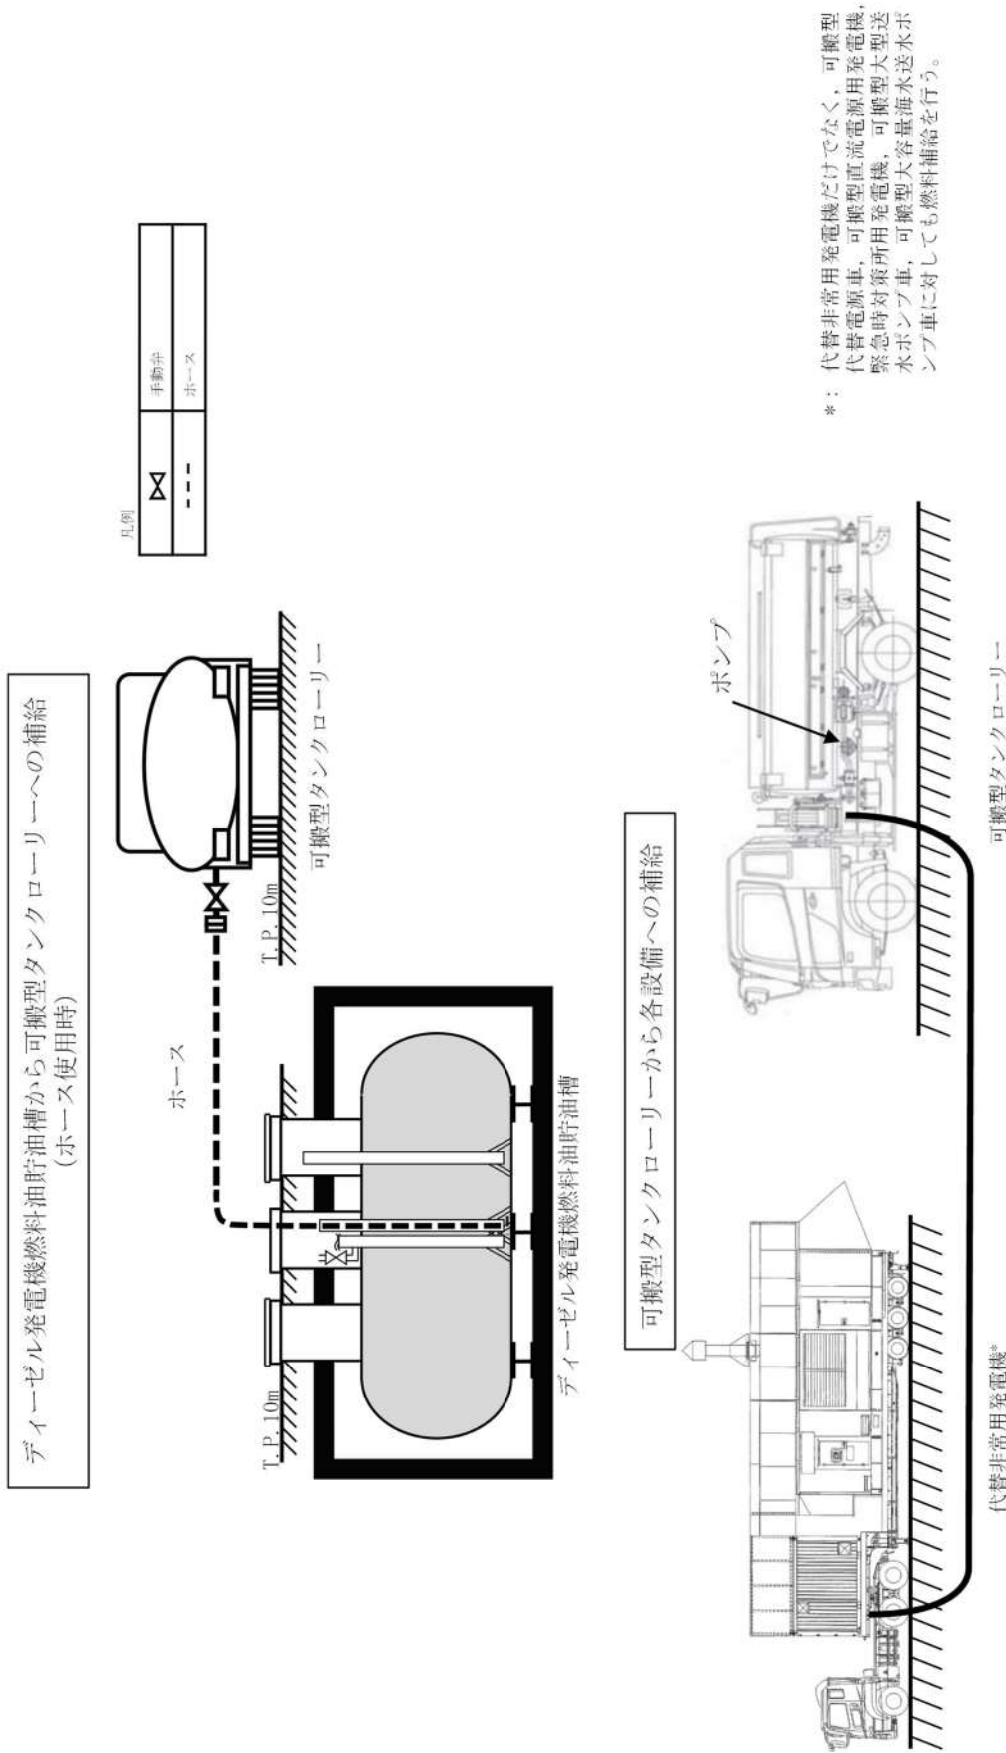 ディーゼル発電機燃料油貯油槽から可搬型タンクローリーへの補給
(ホース使用時)
凡例
手動弁
ホース
ホース
T.P.10m
T.P.10m
可搬型タンクローリー
ディーゼル発電機燃料油貯油槽
可搬型タンクローリーから各設備への補給
ポンプ
代替非常用発電機*
可搬型タンクローリー
*：代替非常用発電機だけでなく，可搬型
代替電源車，可搬型直流電源用発電機，
緊急時対策所用発電機，可搬型大型送
水ポンプ車，可搬型大容量海水送水ポ
ンプ車に対しても燃料補給を行う。